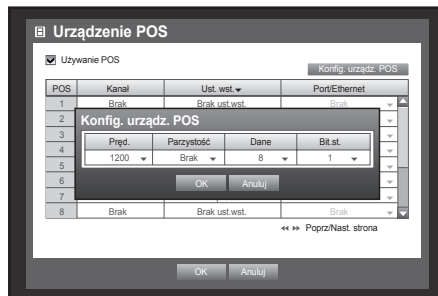 Urządzenie POS
Używanie POS
Konfig. urządz. POS
POS Kanał Ust. wst. Port/Ethernet
1 Brak Brak ust.wst. Brak
2
Konfig. urządz. POS
3
Pręd. Parzystość Dane Bit.st.
4
1200 Brak 8 1
5
6
OK Anuluj
7
8 Brak Brak ust.wst. Brak
Poprz/Nast. strona
OK Anuluj